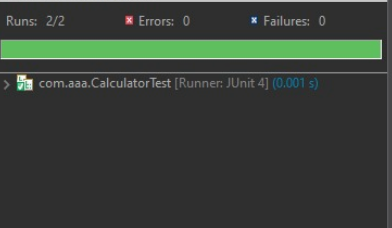 Runs: 2/2 Errors: 0 Failures: 0
com.aaa.CalculatorTest [Runner: JUnit 4] (0.001 s)